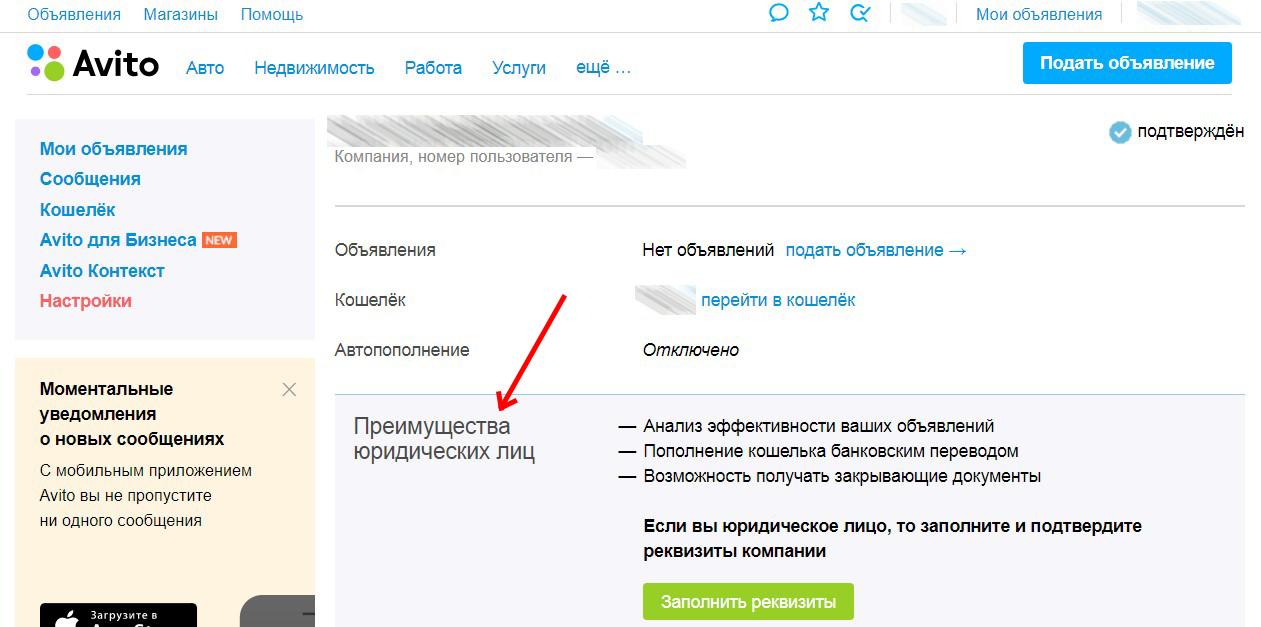 Объявления Магазины Помощь
Мои объявления
Avito Авто Недвижимость Работа Услуги ещё ...
Подать объявление
Мои объявления
Сообщения
Кошелёк
Avito для Бизнеса NEW
Avito Контекст
Настройки
Моментальные
уведомления
о новых сообщениях
С мобильным приложением
Avito вы не пропустите
ни одного сообщения
Загрузите в
подтверждён
Компания, номер пользователя —
Объявления Нет объявлений подать объявление →
Кошелёк перейти в кошелёк
Автопополнение Отключено
Преимущества
юридических лиц
— Анализ эффективности ваших объявлений
— Пополнение кошелька банковским переводом
— Возможность получать закрывающие документы
Если вы юридическое лицо, то заполните и подтвердите
реквизиты компании
Заполнить реквизиты